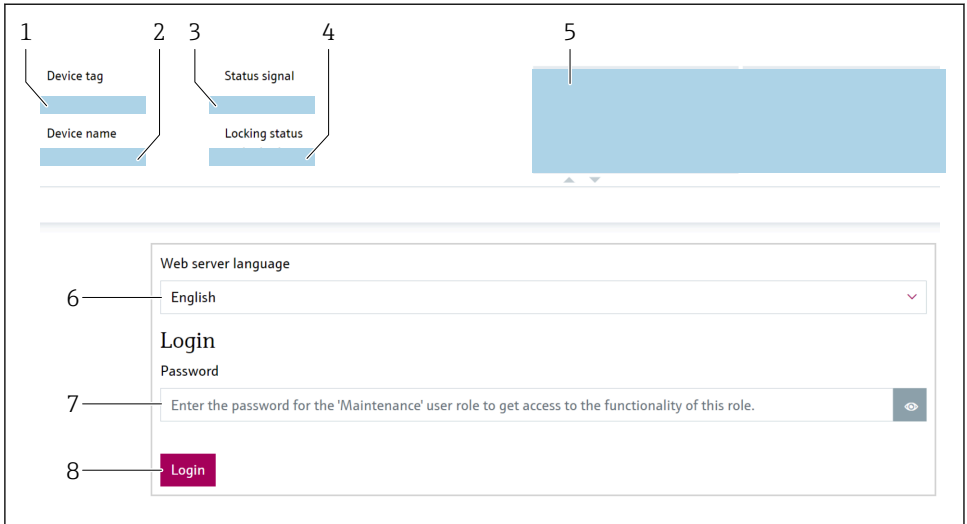 1 2 3 4 5
Device tag Status signal
Device name Locking status
Web server language
6 English
Login
Password
7 Enter the password for the 'Maintenance' user role to get access to the functionality of this role.
8 Login